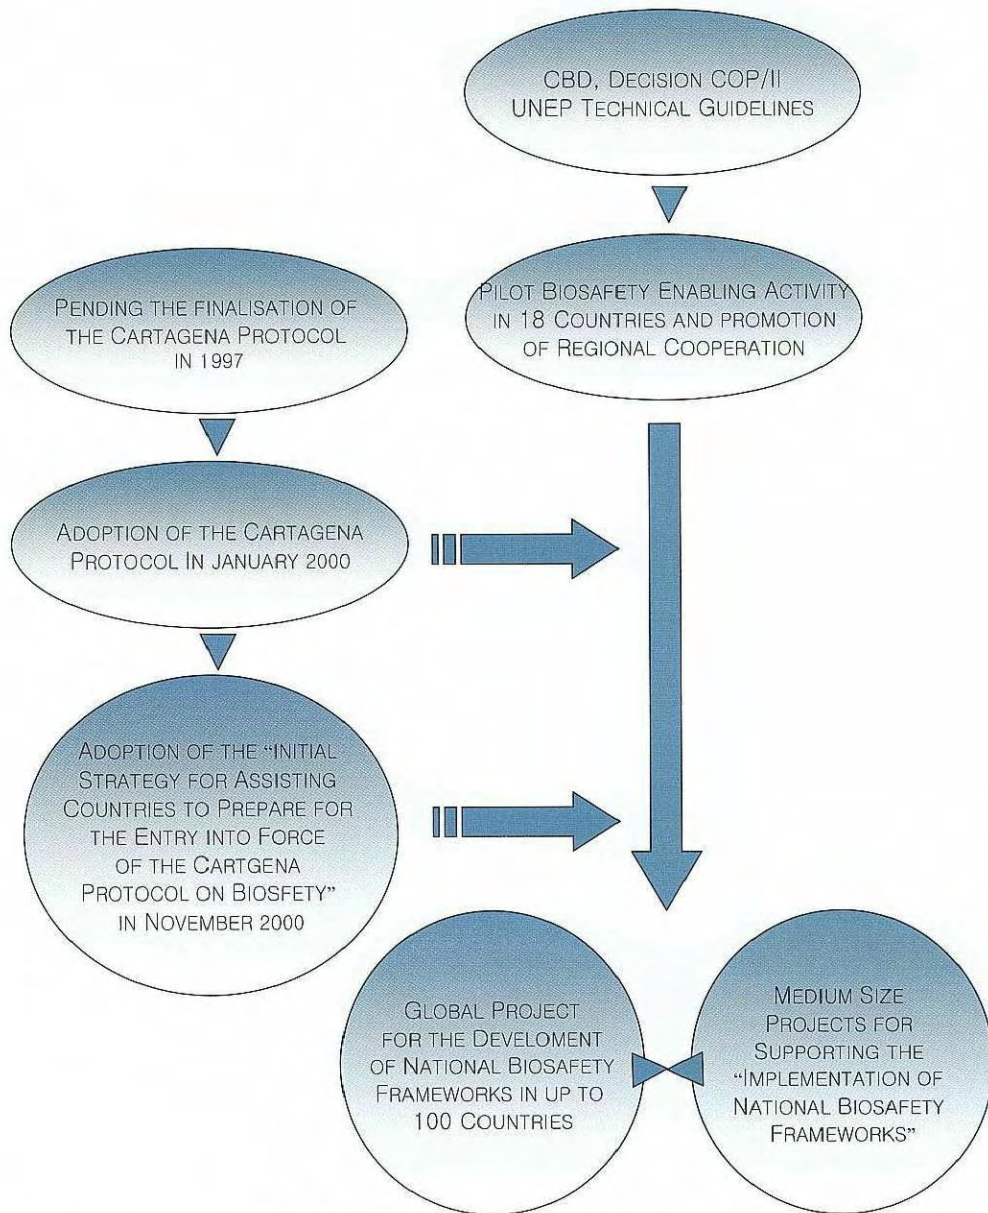 CBD, DECISION COP/II
UNEP TECHNICAL GUIDELINES
PILOT BIOSAFETY ENABLING ACTIVITY
IN 18 COUNTRIES AND PROMOTION
OF REGIONAL COOPERATION
PENDING THE FINALISATION OF
THE CARTAGENA PROTOCOL
IN 1997
ADOPTION OF THE CARTAGENA
PROTOCOL IN JANUARY 2000
ADOPTION OF THE “INITIAL
STRATEGY FOR ASSISTING
COUNTRIES TO PREPARE FOR
THE ENTRY INTO FORCE
OF THE CARTGENA
PROTOCOL ON BIOSFETY”
IN NOVEMBER 2000
GLOBAL PROJECT
FOR THE DEVELOMENT
OF NATIONAL BIOSAFETY
FRAMEWORKS IN UP TO
100 COUNTRIES
MEDIUM SIZE
PROJECTS FOR
SUPPORTING THE
“IMPLEMENTATION OF
NATIONAL BIOSAFETY
FRAMEWORKS”